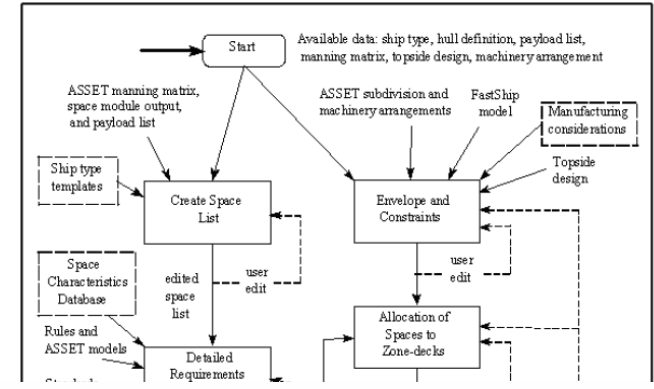 Start
Available data: ship type, hull definition, payload list,
manning matrix, topside design, machinery arrangement
ASSET manning matrix,
space module output,
and payload list
ASSET subdivision and
machinery arrangements
FastShip
model
Manufacturing
considerations
Ship type
templates
Topside
design
Create Space
List
Envelope and
Constraints
Space
Characteristics
Database
edited
space
list
user
edit
user
edit
Rules and
ASSET models
Allocation of
Spaces to
Zone-decks
Detailed
Requirements